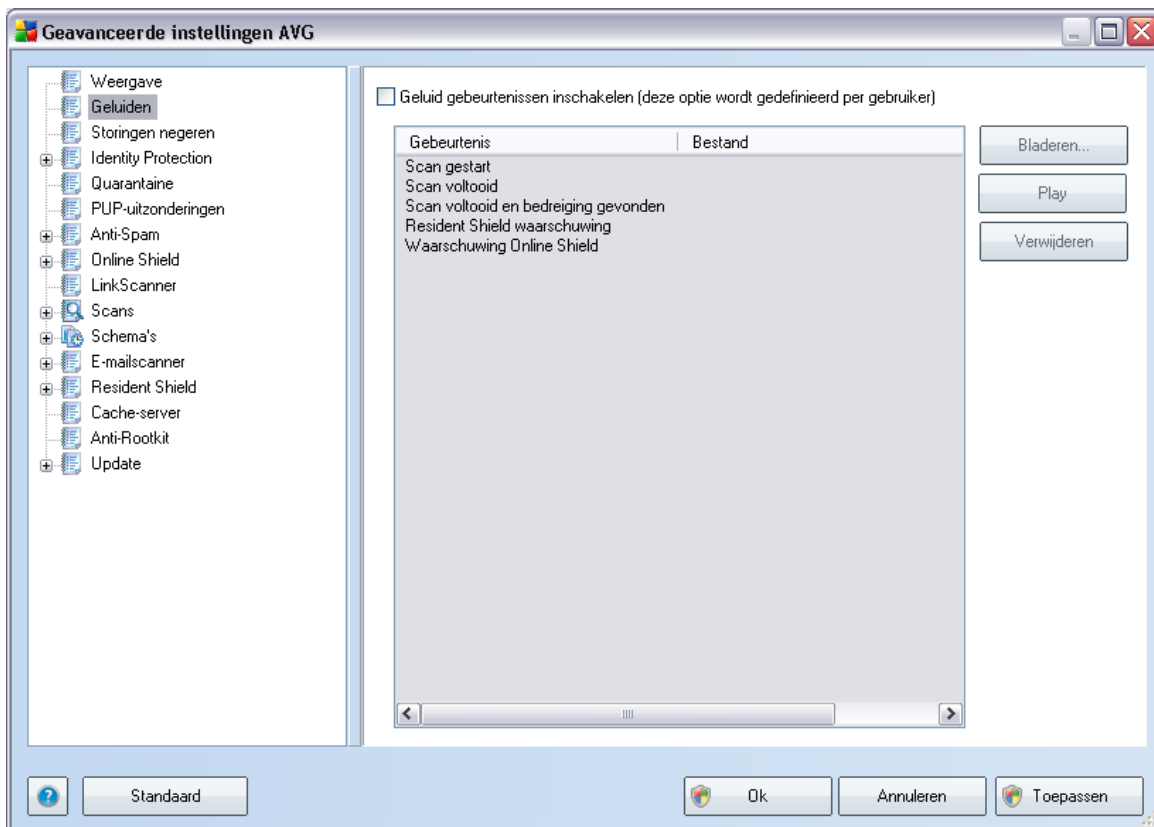 Geavanceerde instellingen AVG
Weergave
Geluiden
Storingen negeren
Identity Protection
Quarantaine
PUP-uitzonderingen
Anti-Spam
Online Shield
LinkScanner
Scans
Schema's
E-mailscanner
Resident Shield
Cache-server
Anti-Rootkit
Update
Geluid gebeurtenissen inschakelen (deze optie wordt gedefinieerd per gebruiker)
Gebeurtenis Bestand
Scan gestart
Scan voltooid
Scan voltooid en bedreiging gevonden
Resident Shield waarschuwing
Waarschuwing Online Shield
Bladeren...
Play
Verwijderen
Standaard
Ok
Annuleren
Toepassen